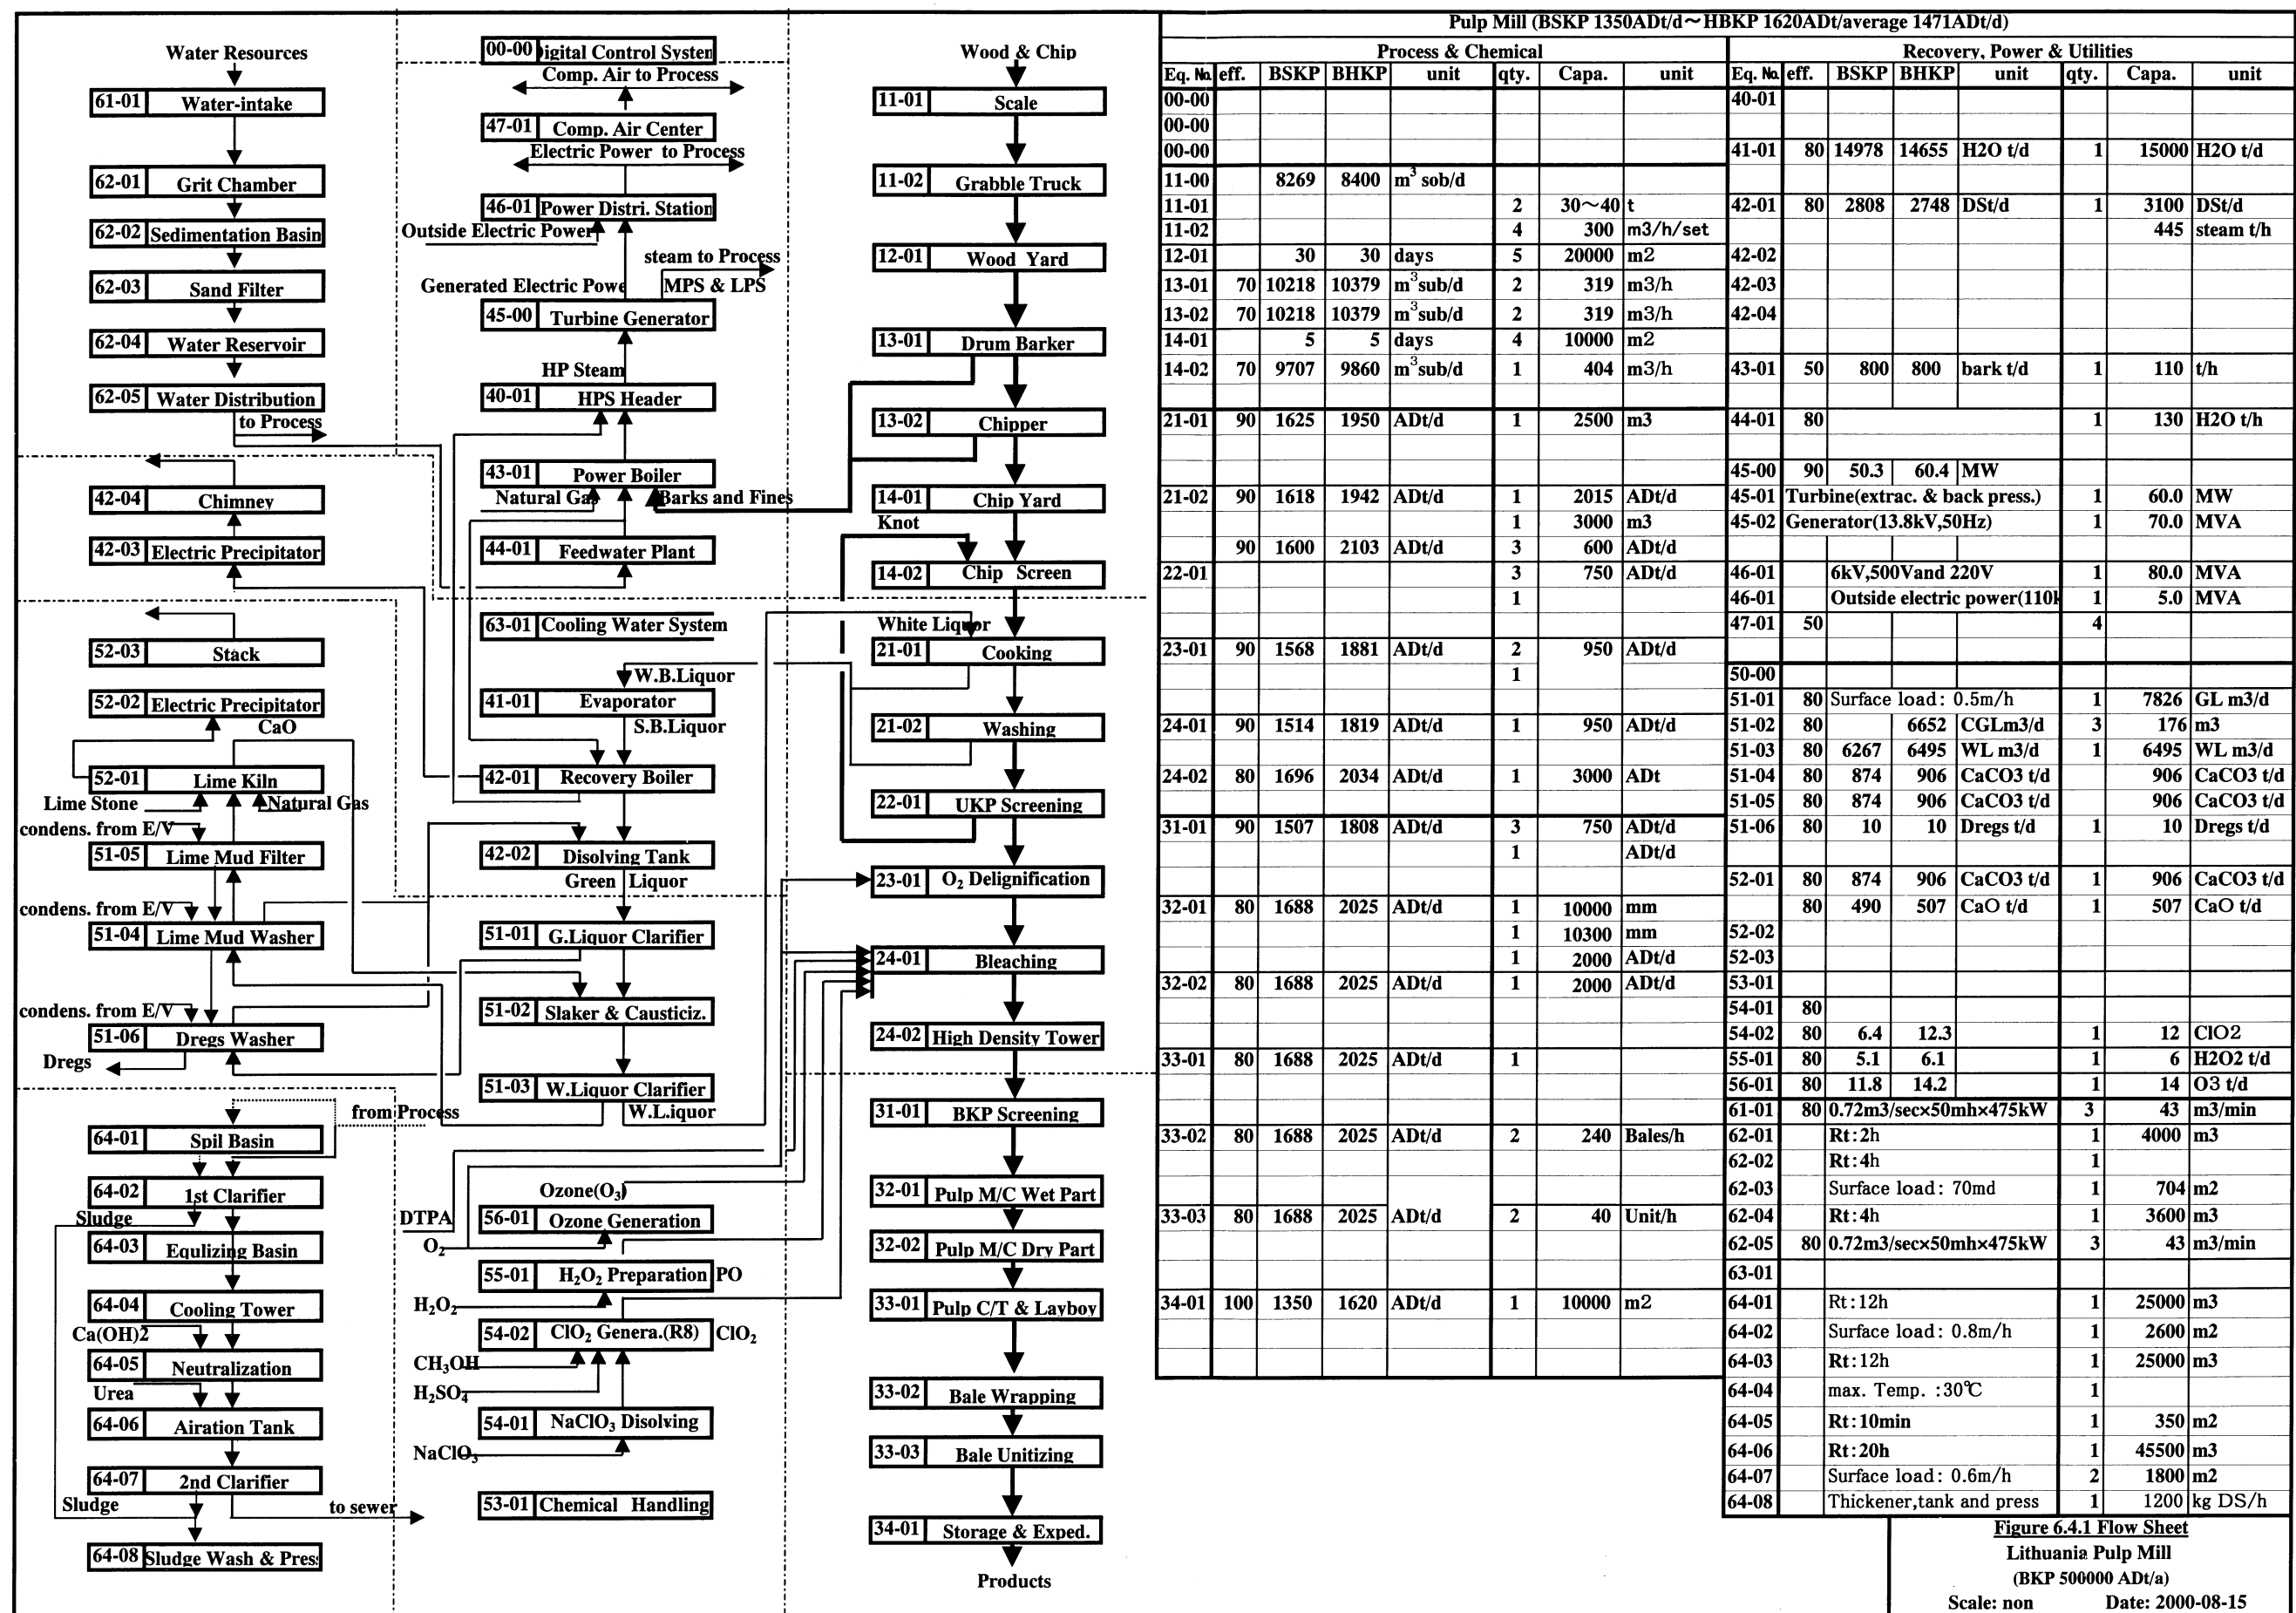 Water Resources
61-01 Water-intake
62-01 Grit Chamber
62-02 Sedimentation Basin
62-03 Sand Filter
62-04 Water Reservoir
62-05 Water Distribution
to Process
42-04 Chimney
42-03 Electric Precipitator
52-03 Stack
52-02 Electric Precipitator
CaO
52-01 Lime Kiln
Lime Stone
Natural Gas
condens. from E/V
51-05 Lime Mud Filter
condens. from E/V
51-04 Lime Mud Washer
condens. from E/V
51-06 Dregs Washer
Dregs
from Process
64-01 Spil Basin
64-02 1st Clarifier
Sludge
64-03 Equlizing Basin
64-04 Cooling Tower
Ca(OH)2
64-05 Neutralization
Urea
64-06 Airation Tank
64-07 2nd Clarifier
Sludge
to sewer
64-08 Sludge Wash & Pres
00-00 igital Control System
Comp. Air to Process
47-01 Comp. Air Center
Electric Power to Process
46-01 Power Distri. Station
Outside Electric Power
steam to Process
Generated Electric Powe
MPS & LPS
45-00 Turbine Generator
HP Steam
40-01 HPS Header
43-01 Power Boiler
Natural Gas
Barks and Fines
44-01 Feedwater Plant
63-01 Cooling Water System
W.B.Liquor
41-01 Evaporator
S.B.Liquor
42-01 Recovery Boiler
42-02 Disolving Tank
Green Liquor
51-01 G.Liquor Clarifier
51-02 Slaker & Causticiz.
51-03 W.Liquor Clarifier
W.Liquor
Ozone(O₃)
DTPA
56-01 Ozone Generation
O₂
55-01 H₂O₂ Preparation PO
H₂O₂
54-02 ClO₂ Genera.(R8) ClO₂
CH₃OH
H₂SO₄
54-01 NaClO₃ Disolving
NaClO₃
53-01 Chemical Handling
Wood & Chip
11-01 Scale
11-02 Grabble Truck
12-01 Wood Yard
13-01 Drum Barker
13-02 Chipper
14-01 Chip Yard
Knot
14-02 Chip Screen
White Liquor
21-01 Cooking
21-02 Washing
22-01 UKP Screening
23-01 O₂ Delignification
24-01 Bleaching
24-02 High Density Tower
31-01 BKP Screening
32-01 Pulp M/C Wet Part
32-02 Pulp M/C Dry Part
33-01 Pulp C/T & Layboy
33-02 Bale Wrapping
33-03 Bale Unitizing
34-01 Storage & Exped.
Products
Pulp Mill (BSKP 1350ADt/d～HBKP 1620ADt/average 1471ADt/d)
Process & Chemical
Eq. № eff. BSKP BHKP unit qty. Capa. unit
00-00
00-00
00-00
11-00 8269 8400 m³ sob/d
11-01 2 30～40 t
11-02 4 300 m3/h/set
12-01 30 30 days 5 20000 m2
13-01 70 10218 10379 m³sub/d 2 319 m3/h
13-02 70 10218 10379 m³sub/d 2 319 m3/h
14-01 5 5 days 4 10000 m2
14-02 70 9707 9860 m³sub/d 1 404 m3/h
21-01 90 1625 1950 ADt/d 1 2500 m3
21-02 90 1618 1942 ADt/d 1 2015 ADt/d
1 3000 m3
90 1600 2103 ADt/d 3 600 ADt/d
22-01 3 750 ADt/d
1
23-01 90 1568 1881 ADt/d 2 950 ADt/d
1
24-01 90 1514 1819 ADt/d 1 950 ADt/d
24-02 80 1696 2034 ADt/d 1 3000 ADt
31-01 90 1507 1808 ADt/d 3 750 ADt/d
1 ADt/d
32-01 80 1688 2025 ADt/d 1 10000 mm
1 10300 mm
1 2000 ADt/d
32-02 80 1688 2025 ADt/d 1 2000 ADt/d
33-01 80 1688 2025 ADt/d 1
33-02 80 1688 2025 ADt/d 2 240 Bales/h
33-03 80 1688 2025 ADt/d 2 40 Unit/h
34-01 100 1350 1620 ADt/d 1 10000 m2
Recovery, Power & Utilities
Eq. № eff. BSKP BHKP unit qty. Capa. unit
40-01
41-01 80 14978 14655 H2O t/d 1 15000 H2O t/d
42-01 80 2808 2748 DSt/d 1 3100 DSt/d
445 steam t/h
42-02
42-03
42-04
43-01 50 800 800 bark t/d 1 110 t/h
44-01 80 1 130 H2O t/h
45-00 90 50.3 60.4 MW
45-01 Turbine(extrac. & back press.) 1 60.0 MW
45-02 Generator(13.8kV,50Hz) 1 70.0 MVA
46-01 6kV,500Vand 220V 1 80.0 MVA
46-01 Outside electric power(110k 1 5.0 MVA
47-01 50 4
50-00
51-01 80 Surface load: 0.5m/h 1 7826 GL m3/d
51-02 80 6652 CGLm3/d 3 176 m3
51-03 80 6267 6495 WL m3/d 1 6495 WL m3/d
51-04 80 874 906 CaCO3 t/d 906 CaCO3 t/d
51-05 80 874 906 CaCO3 t/d 906 CaCO3 t/d
51-06 80 10 10 Dregs t/d 1 10 Dregs t/d
52-01 80 874 906 CaCO3 t/d 1 906 CaCO3 t/d
80 490 507 CaO t/d 1 507 CaO t/d
52-02
52-03
53-01
54-01 80
54-02 80 6.4 12.3 1 12 ClO2
55-01 80 5.1 6.1 1 6 H2O2 t/d
56-01 80 11.8 14.2 1 14 O3 t/d
61-01 80 0.72m3/sec×50mh×475kW 3 43 m3/min
62-01 Rt:2h 1 4000 m3
62-02 Rt:4h 1
62-03 Surface load: 70md 1 704 m2
62-04 Rt:4h 1 3600 m3
62-05 80 0.72m3/sec×50mh×475kW 3 43 m3/min
63-01
64-01 Rt:12h 1 25000 m3
64-02 Surface load: 0.8m/h 1 2600 m2
64-03 Rt:12h 1 25000 m3
64-04 max. Temp. :30℃ 1
64-05 Rt:10min 1 350 m2
64-06 Rt:20h 1 45500 m3
64-07 Surface load: 0.6m/h 2 1800 m2
64-08 Thickener,tank and press 1 1200 kg DS/h
Figure 6.4.1 Flow Sheet
Lithuania Pulp Mill
(BKP 500000 ADt/a)
Scale: non Date: 2000-08-15